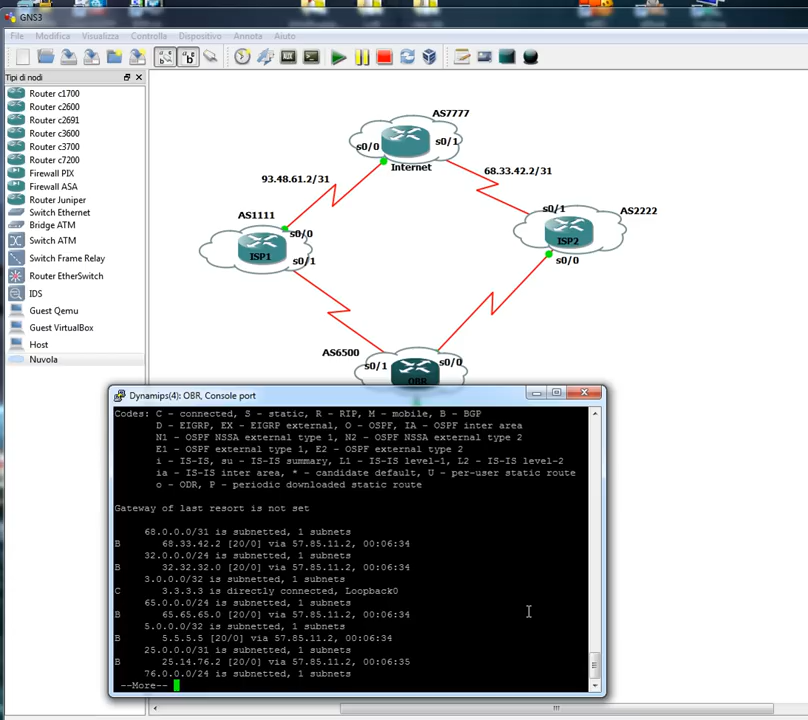 GNS3
File Modifica Visualizza Controlla Dispositivo Annota Aiuto
Tipi di nodi
Router c1700
Router c2600
Router c2691
Router c3600
Router c3700
Router c7200
Firewall PIX
Firewall ASA
Router Juniper
Switch Ethernet
Bridge ATM
Switch ATM
Switch Frame Relay
Router EtherSwitch
IDS
Guest Qemu
Guest VirtualBox
Host
Nuvola
AS7777
s0/0
s0/1
Internet
93.48.61.2/31
68.33.42.2/31
AS1111
s0/0
ISP1
s0/1
s0/1
AS2222
ISP2
s0/0
AS6500
s0/1
s0/0
OBR
Dynamips(4): OBR, Console port
Codes: C - connected, S - static, R - RIP, M - mobile, B - BGP
D - EIGRP, EX - EIGRP external, O - OSPF, IA - OSPF inter area
N1 - OSPF NSSA external type 1, N2 - OSPF NSSA external type 2
E1 - OSPF external type 1, E2 - OSPF external type 2
i - IS-IS, su - IS-IS summary, L1 - IS-IS level-1, L2 - IS-IS level-2
ia - IS-IS inter area, * - candidate default, U - per-user static route
o - ODR, P - periodic downloaded static route
Gateway of last resort is not set
68.0.0.0/31 is subnetted, 1 subnets
B 68.33.42.2 [20/0] via 57.85.11.2, 00:06:34
32.0.0.0/24 is subnetted, 1 subnets
B 32.32.32.0 [20/0] via 57.85.11.2, 00:06:34
3.0.0.0/32 is subnetted, 1 subnets
C 3.3.3.3 is directly connected, Loopback0
65.0.0.0/24 is subnetted, 1 subnets
B 65.65.65.0 [20/0] via 57.85.11.2, 00:06:34
5.0.0.0/32 is subnetted, 1 subnets
B 5.5.5.5 [20/0] via 57.85.11.2, 00:06:34
25.0.0.0/31 is subnetted, 1 subnets
B 25.14.76.2 [20/0] via 57.85.11.2, 00:06:35
76.0.0.0/24 is subnetted, 1 subnets
--More--